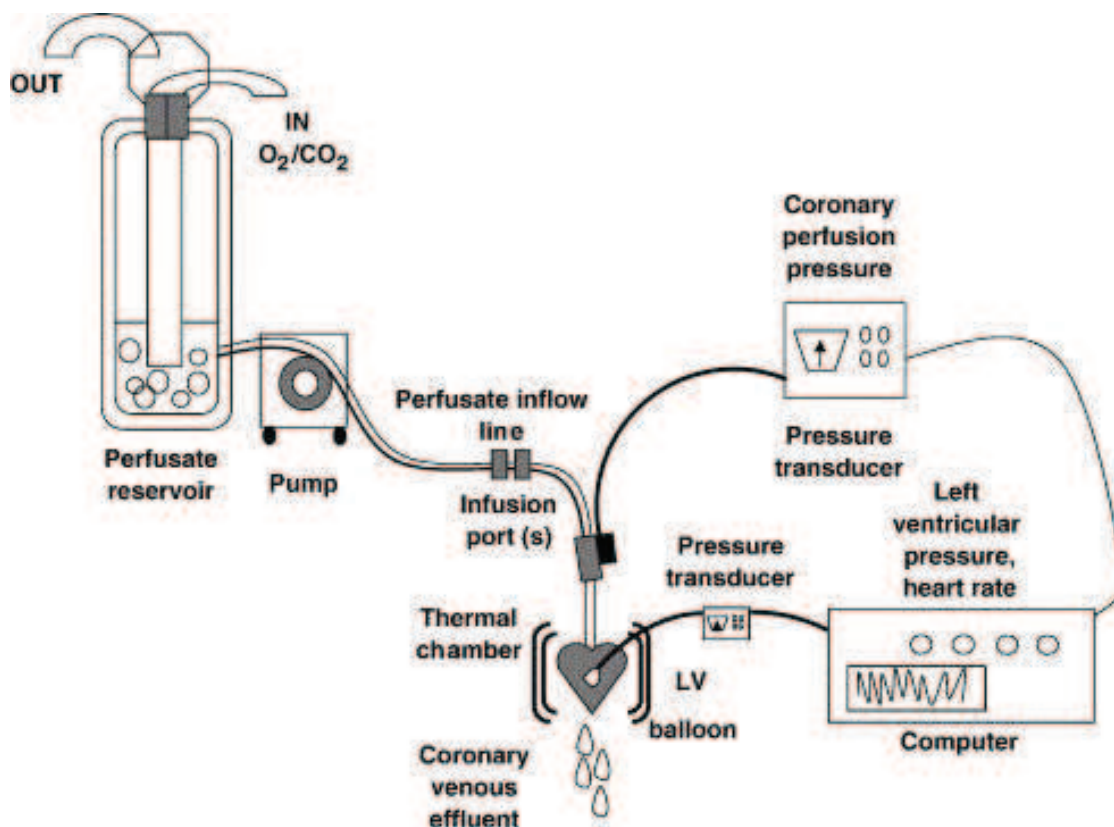 OUT
IN
O2/CO2
Coronary
perfusion
pressure
Perfusate inflow
line
Perfusate
reservoir
Pump
Infusion
port (s)
Pressure
transducer
Pressure
transducer
Left
ventricular
pressure,
heart rate
Thermal
chamber
LV
balloon
Computer
Coronary
venous
effluent